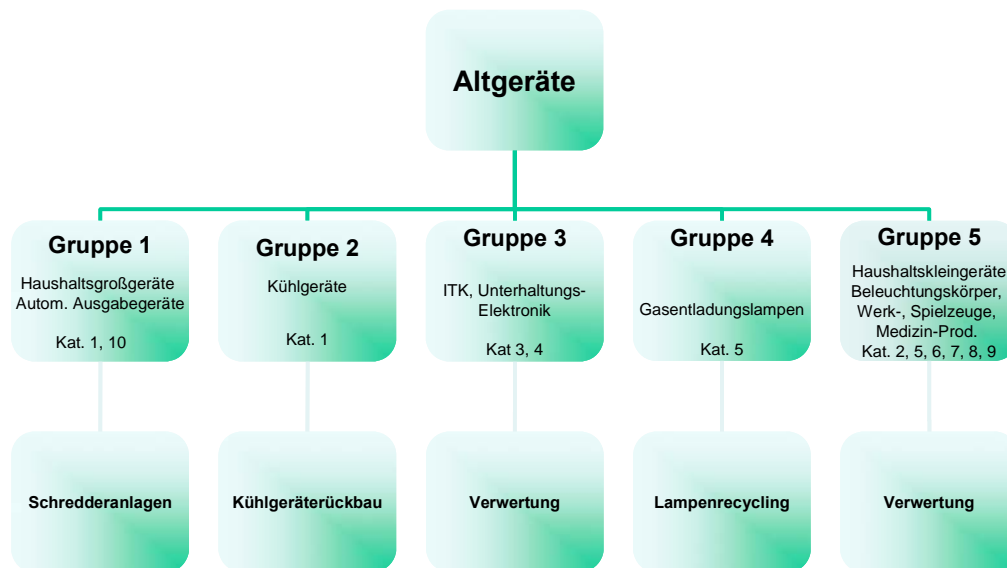 Altgeräte
Gruppe 1
Haushaltsgroßgeräte
Autom. Ausgabegeräte
Kat. 1, 10
Gruppe 2
Kühlgeräte
Kat. 1
Gruppe 3
ITK, Unterhaltungs-
Elektronik
Kat 3, 4
Gruppe 4
Gasentladungslampen
Kat. 5
Gruppe 5
Haushaltskleingeräte
Beleuchtungskörper,
Werk-, Spielzeuge,
Medizin-Prod.
Kat. 2, 5, 6, 7, 8, 9
Schredderanlagen
Kühlgeräterückbau
Verwertung
Lampenrecycling
Verwertung